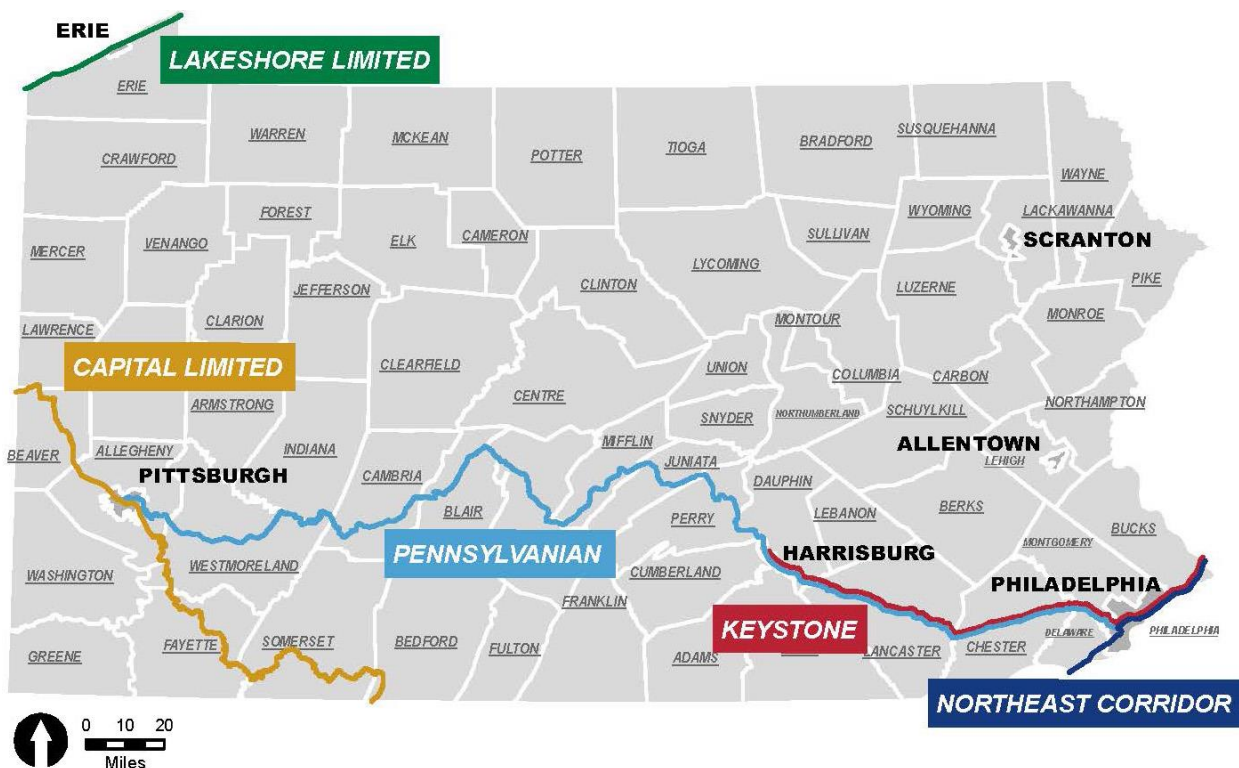 ERIE
LAKESHORE LIMITED
ERIE
WARREN
MCKEAN
POTTER
TIOGA
BRADFORD
SUSQUEHANNA
CRAWFORD
WAYNE
FOREST
WYOMING
LACKAWANNA
VENANGO
ELK
CAMERON
SULLIVAN
SCRANTON
MERCER
LYCOMING
PIKE
CLINTON
LUZERNE
JEFFERSON
CLARION
MONTOUR
MONROE
LAWRENCE
CAPITAL LIMITED
CLEARFIELD
UNION
COLUMBIA
CARBON
CENTRE
ARMSTRONG
SNYDER
NORTHUMBERLAND
SCHUYLKILL
NORTHAMPTON
INDIANA
MIFFLIN
ALLENTOWN
LEHIGH
BEAVER
ALLEGHENY
PITTSBURGH
CAMBRIA
JUNIATA
DAUPHIN
BLAIR
PERRY
LEBANON
BERKS
BUCKS
PENNSYLVANIAN
HARRISBURG
MONTGOMERY
WASHINGTON
WESTMORELAND
CUMBERLAND
PHILADELPHIA
FRANKLIN
KEYSTONE
GREENE
FAYETTE
SOMERSET
BEDFORD
FULTON
ADAMS
LANCASTER
CHESTER
DELAWARE
PHILADELPHIA
NORTHEAST CORRIDOR
0 10 20
Miles